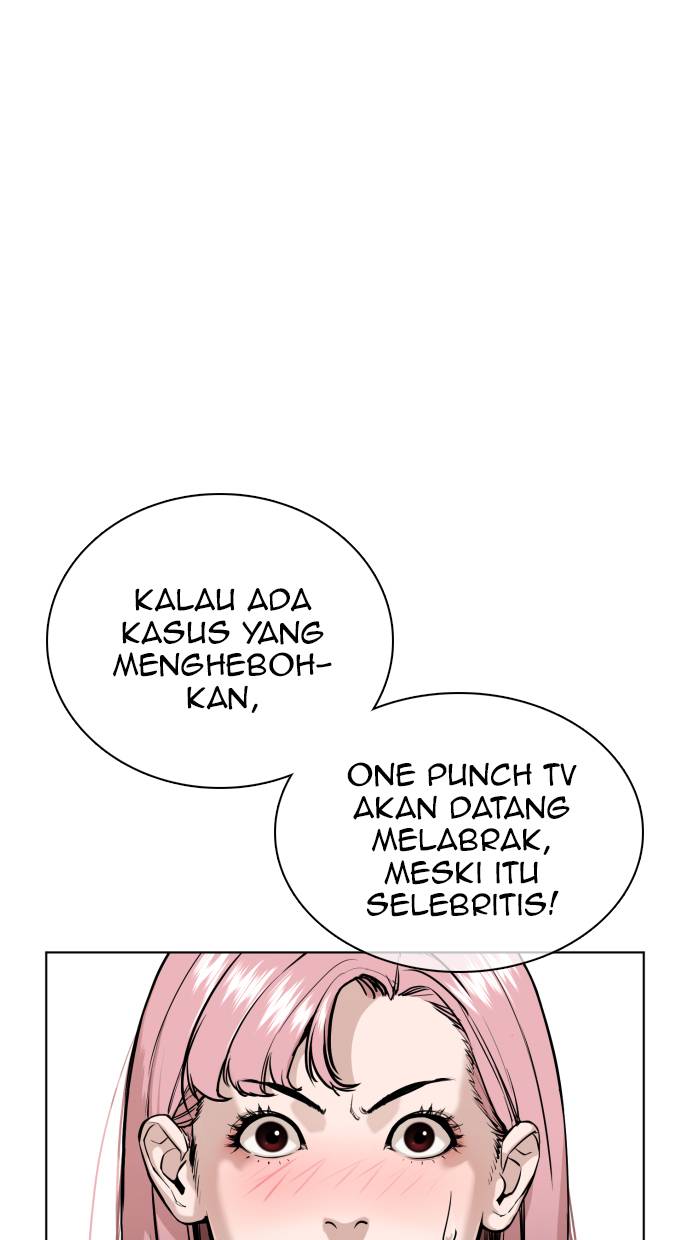 KALAU ADA
KASUS YANG
MENGHEBOH-
KAN,
ONE PUNCH TV
AKAN DATANG
MELABRAK,
MESKI ITU
SELEBRITIS!